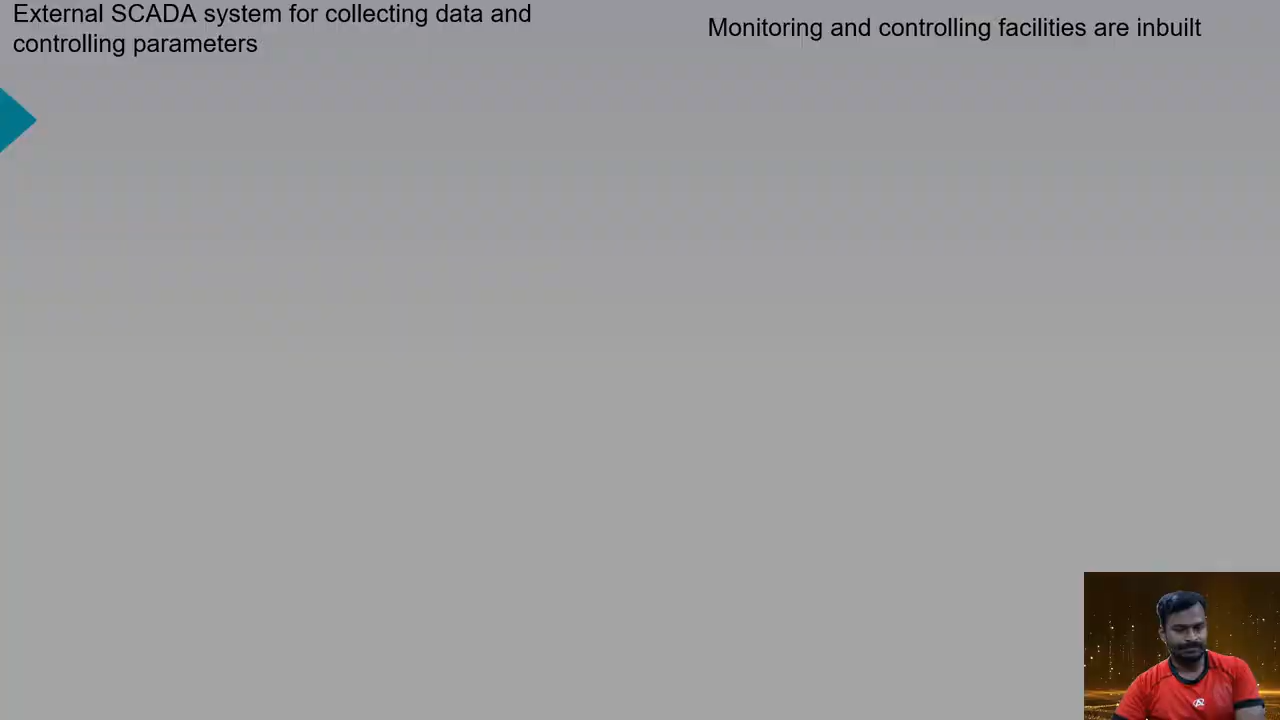 External SCADA system for collecting data and
controlling parameters
Monitoring and controlling facilities are inbuilt